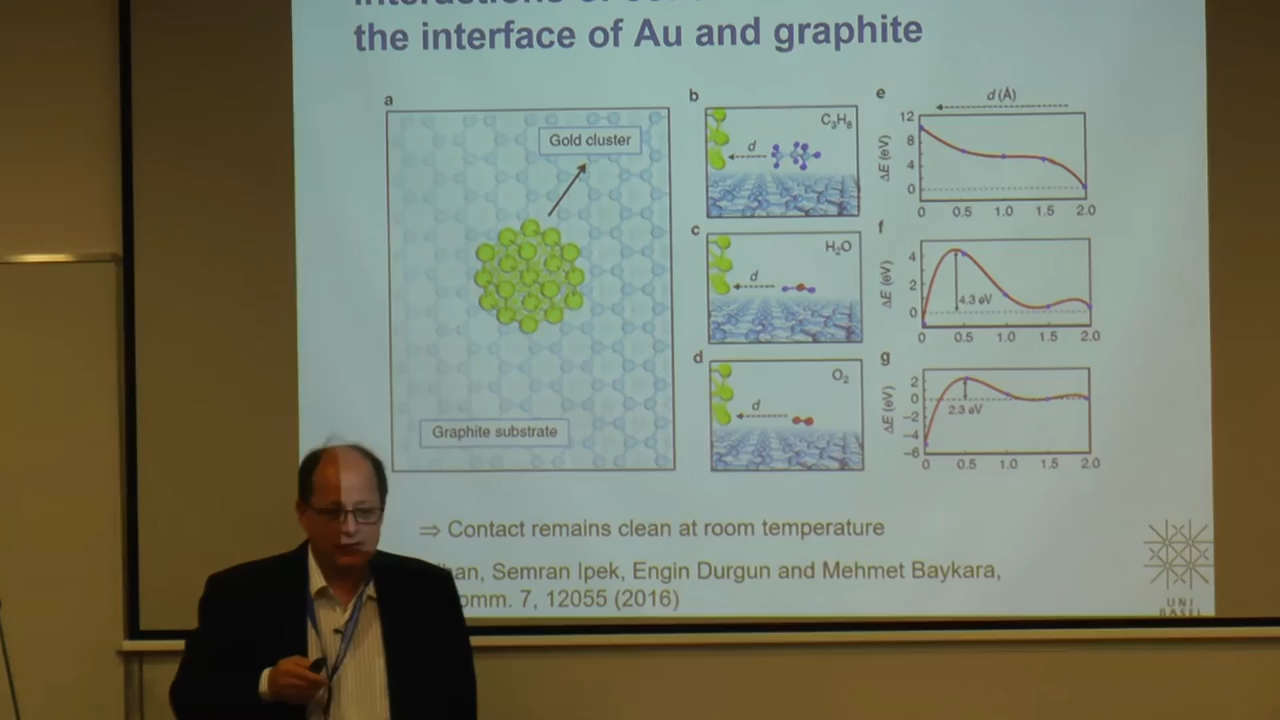 the interface of Au and graphite
a
Gold cluster
Graphite substrate
b
C₃H₈
d
c
H₂O
d
d
O₂
d
e
d (Å)
ΔE (eV)
12
8
4
0
0 0.5 1.0 1.5 2.0
f
ΔE (eV)
4
2
0
4.3 eV
0 0.5 1.0 1.5 2.0
g
ΔE (eV)
2
0
−2
−4
−6
2.3 eV
0 0.5 1.0 1.5 2.0
⇒ Contact remains clean at room temperature
han, Semran Ipek, Engin Durgun and Mehmet Baykara,
omm. 7, 12055 (2016)
UNI
BASEL